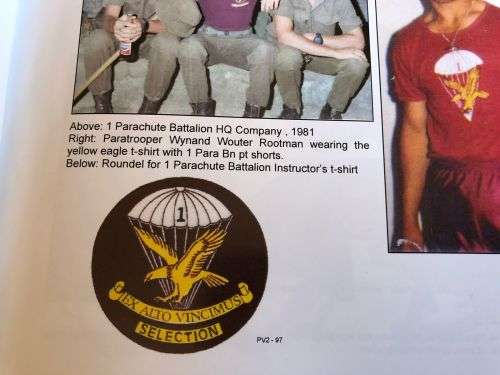 Above: 1 Parachute Battalion HQ Company , 1981
Right: Paratrooper Wynand Wouter Rootman wearing the
yellow eagle t-shirt with 1 Para Bn pt shorts.
Below: Roundel for 1 Parachute Battalion Instructor's t-shirt
1
EX ALTO VINCIMUS
SELECTION
PV2 - 97